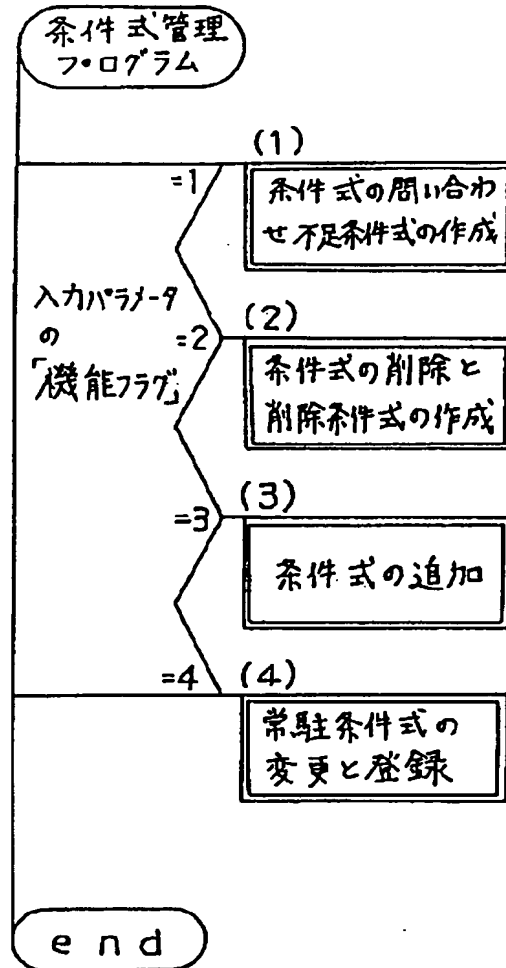 条件式管理
プログラム
(1)
=1
条件式の問い合わ
せ不足条件式の作成
入力パラメータ
の
「機能フラグ」
(2)
=2
条件式の削除と
削除条件式の作成
(3)
=3
条件式の追加
=4
(4)
常駐条件式の
変更と登録
end